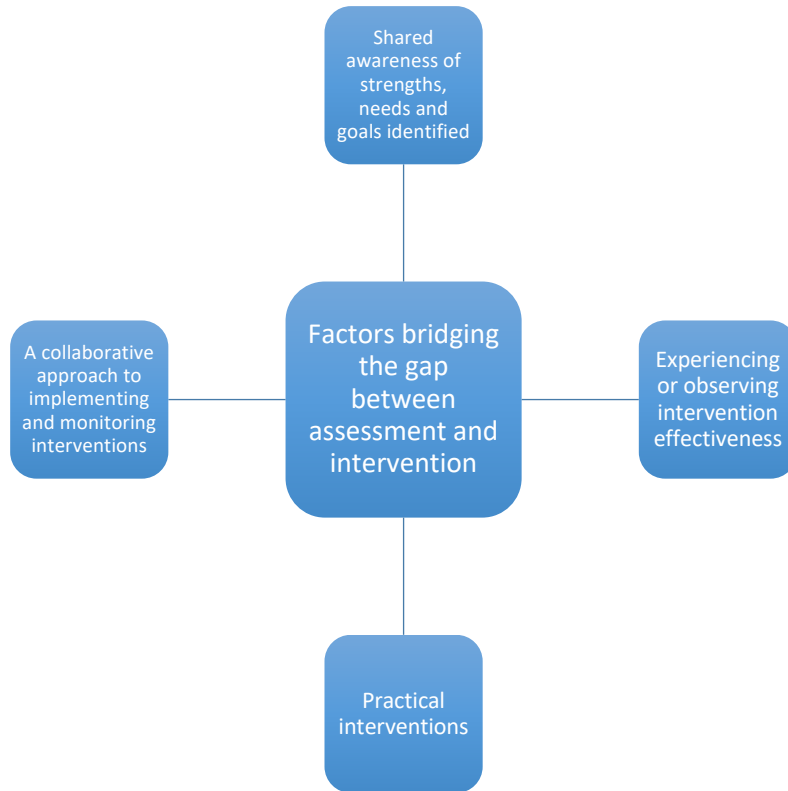 Shared
awareness of
strengths,
needs and
goals identified
A collaborative
approach to
implementing
and monitoring
interventions
Factors bridging
the gap
between
assessment and
intervention
Experiencing
or observing
intervention
effectiveness
Practical
interventions